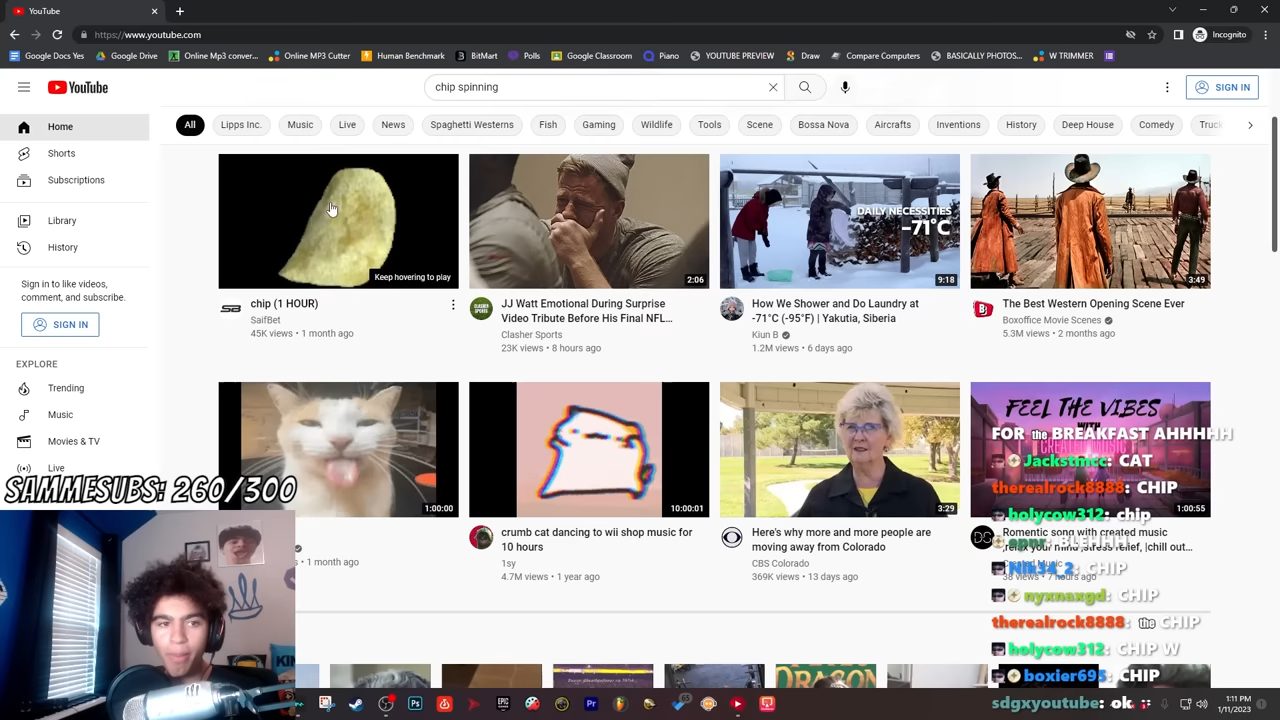 YouTube
https://www.youtube.com
Incognito
Google Docs Yes
Google Drive
Online Mp3 conver...
Online MP3 Cutter
Human Benchmark
BitMart
Polls
Google Classroom
Piano
YOUTUBE PREVIEW
Draw
Compare Computers
BASICALLY PHOTOS...
W TRIMMER
YouTube
chip spinning
SIGN IN
Home
Shorts
Subscriptions
Library
History
Sign in to like videos,
comment, and subscribe.
SIGN IN
EXPLORE
Trending
Music
Movies & TV
Live
All
Lipps Inc.
Music
Live
News
Spaghetti Westerns
Fish
Gaming
Wildlife
Tools
Scene
Bossa Nova
Aircrafts
Inventions
History
Deep House
Comedy
Keep hovering to play
chip (1 HOUR)
SaifBet
45K views • 1 month ago
2:06
JJ Watt Emotional During Surprise
Video Tribute Before His Final NFL...
Clasher Sports
23K views • 8 hours ago
DAILY NECESSITIES
-71°C
9:18
How We Shower and Do Laundry at
-71°C (-95°F) | Yakutia, Siberia
Kiun B
1.2M views • 6 days ago
3:49
The Best Western Opening Scene Ever
Boxoffice Movie Scenes
5.3M views • 2 months ago
1:00:00
• 1 month ago
10:00:01
crumb cat dancing to wii shop music for
10 hours
1sy
4.7M views • 1 year ago
3:29
Here's why more and more people are
moving away from Colorado
CBS Colorado
369K views • 13 days ago
FEEL THE VIBES
1:00:55
Romentic song with created music
,relax your mind ,stress relief, |chill out...
38 views • 7 hours ago
SAMMESUBS: 260/300
FOR the BREAKFAST AHHHHH
Jackstmcc: CAT
therealrock8888: CHIP
holycow312: chip
CHIP
nyxnaxgd: CHIP
therealrock8888: the CHIP
holycow312: CHIP W
boxier695: CHIP
sdgxyoutube: ok
1:11 PM
1/11/2023